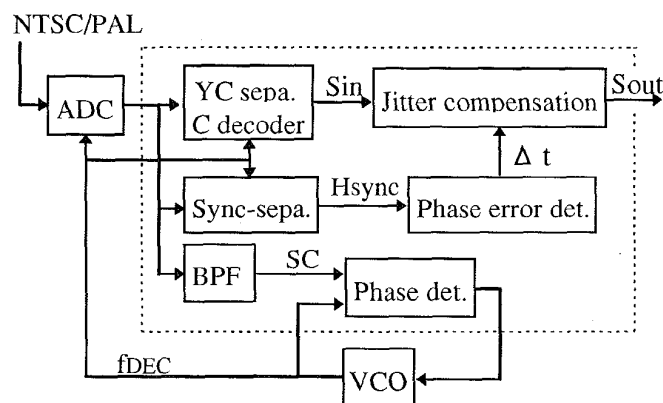 NTSC/PAL
ADC
YC sepa.
C decoder
Sin
Jitter compensation
Sout
Δ t
Sync-sepa.
Hsync
Phase error det.
BPF
SC
Phase det.
fDEC
VCO